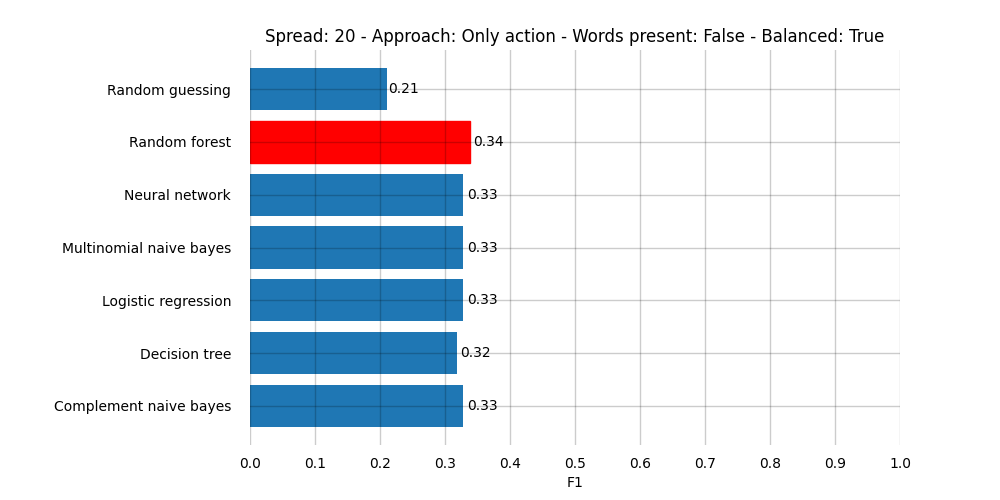 Spread: 20 - Approach: Only action - Words present: False - Balanced: True
Random guessing 0.21
Random forest 0.34
Neural network 0.33
Multinomial naive bayes 0.33
Logistic regression 0.33
Decision tree 0.32
Complement naive bayes 0.33
0.0 0.1 0.2 0.3 0.4 0.5 0.6 0.7 0.8 0.9 1.0
F1